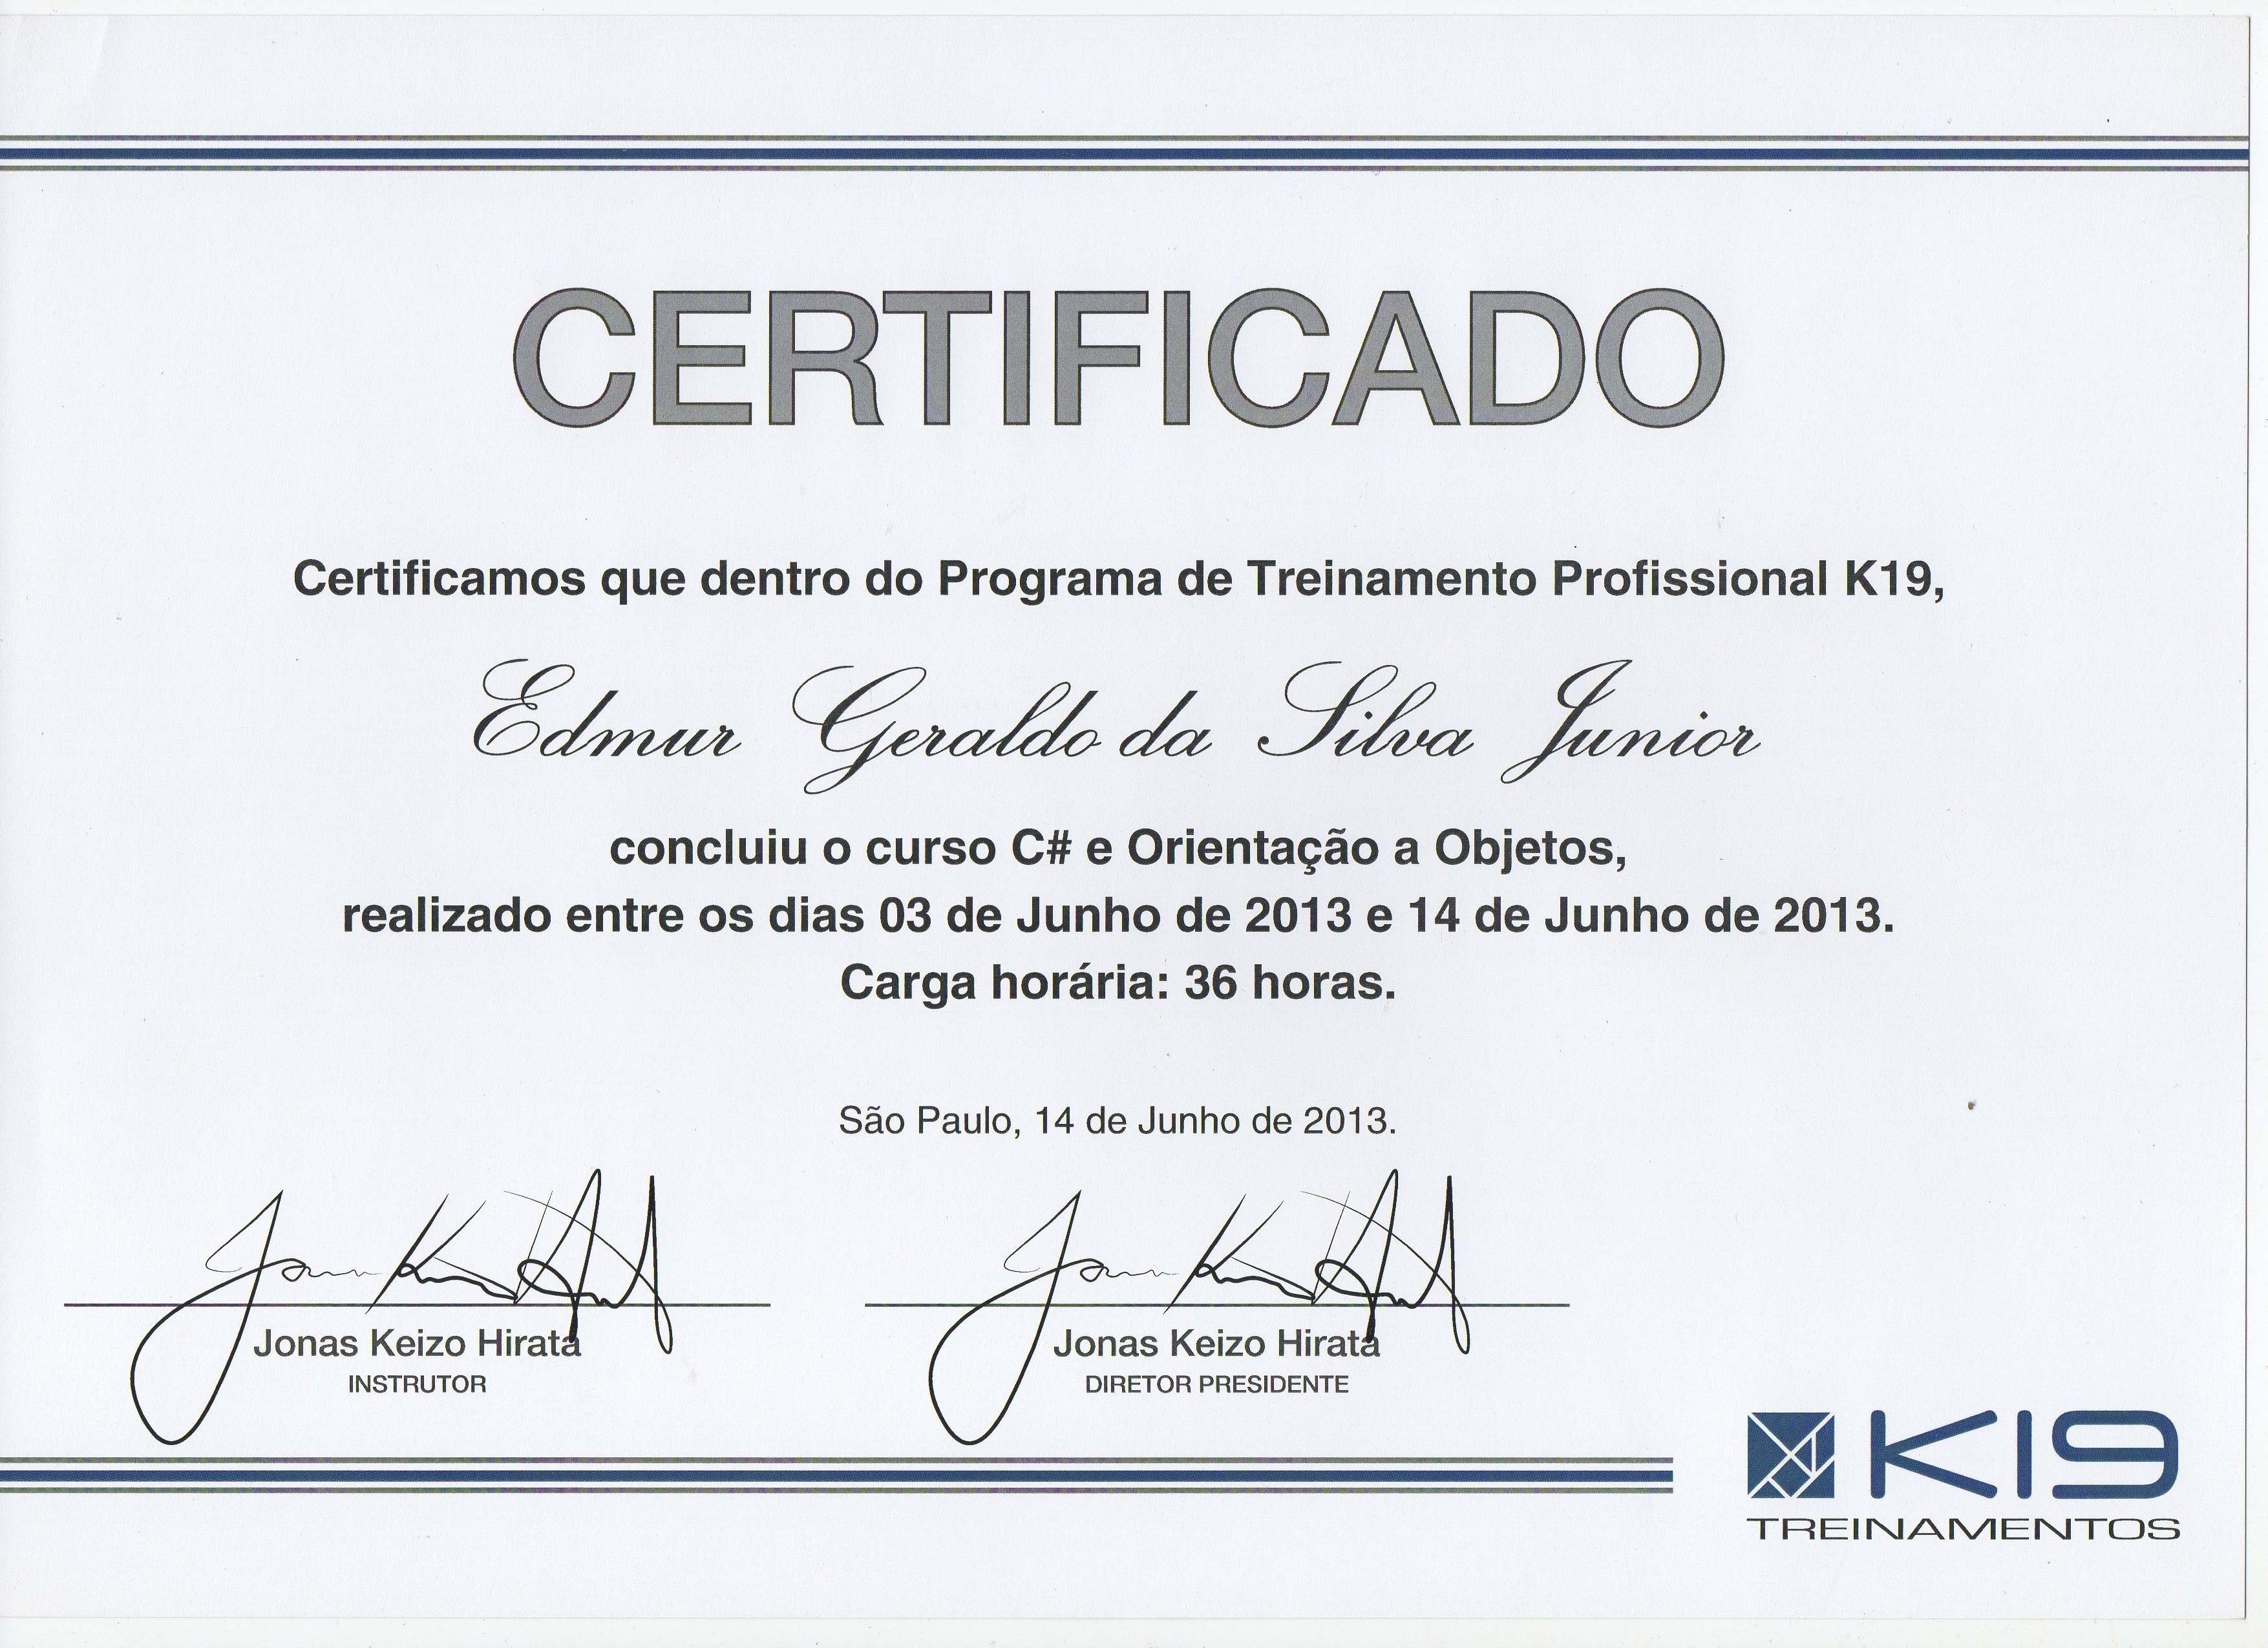 CERTIFICADO
Certificamos que dentro do Programa de Treinamento Profissional K19,
Edmur Geraldo da Silva Junior
concluiu o curso C# e Orientação a Objetos,
realizado entre os dias 03 de Junho de 2013 e 14 de Junho de 2013.
Carga horária: 36 horas.
São Paulo, 14 de Junho de 2013.
Jonas Keizo Hirata
INSTRUTOR
Jonas Keizo Hirata
DIRETOR PRESIDENTE
K19
TREINAMENTOS